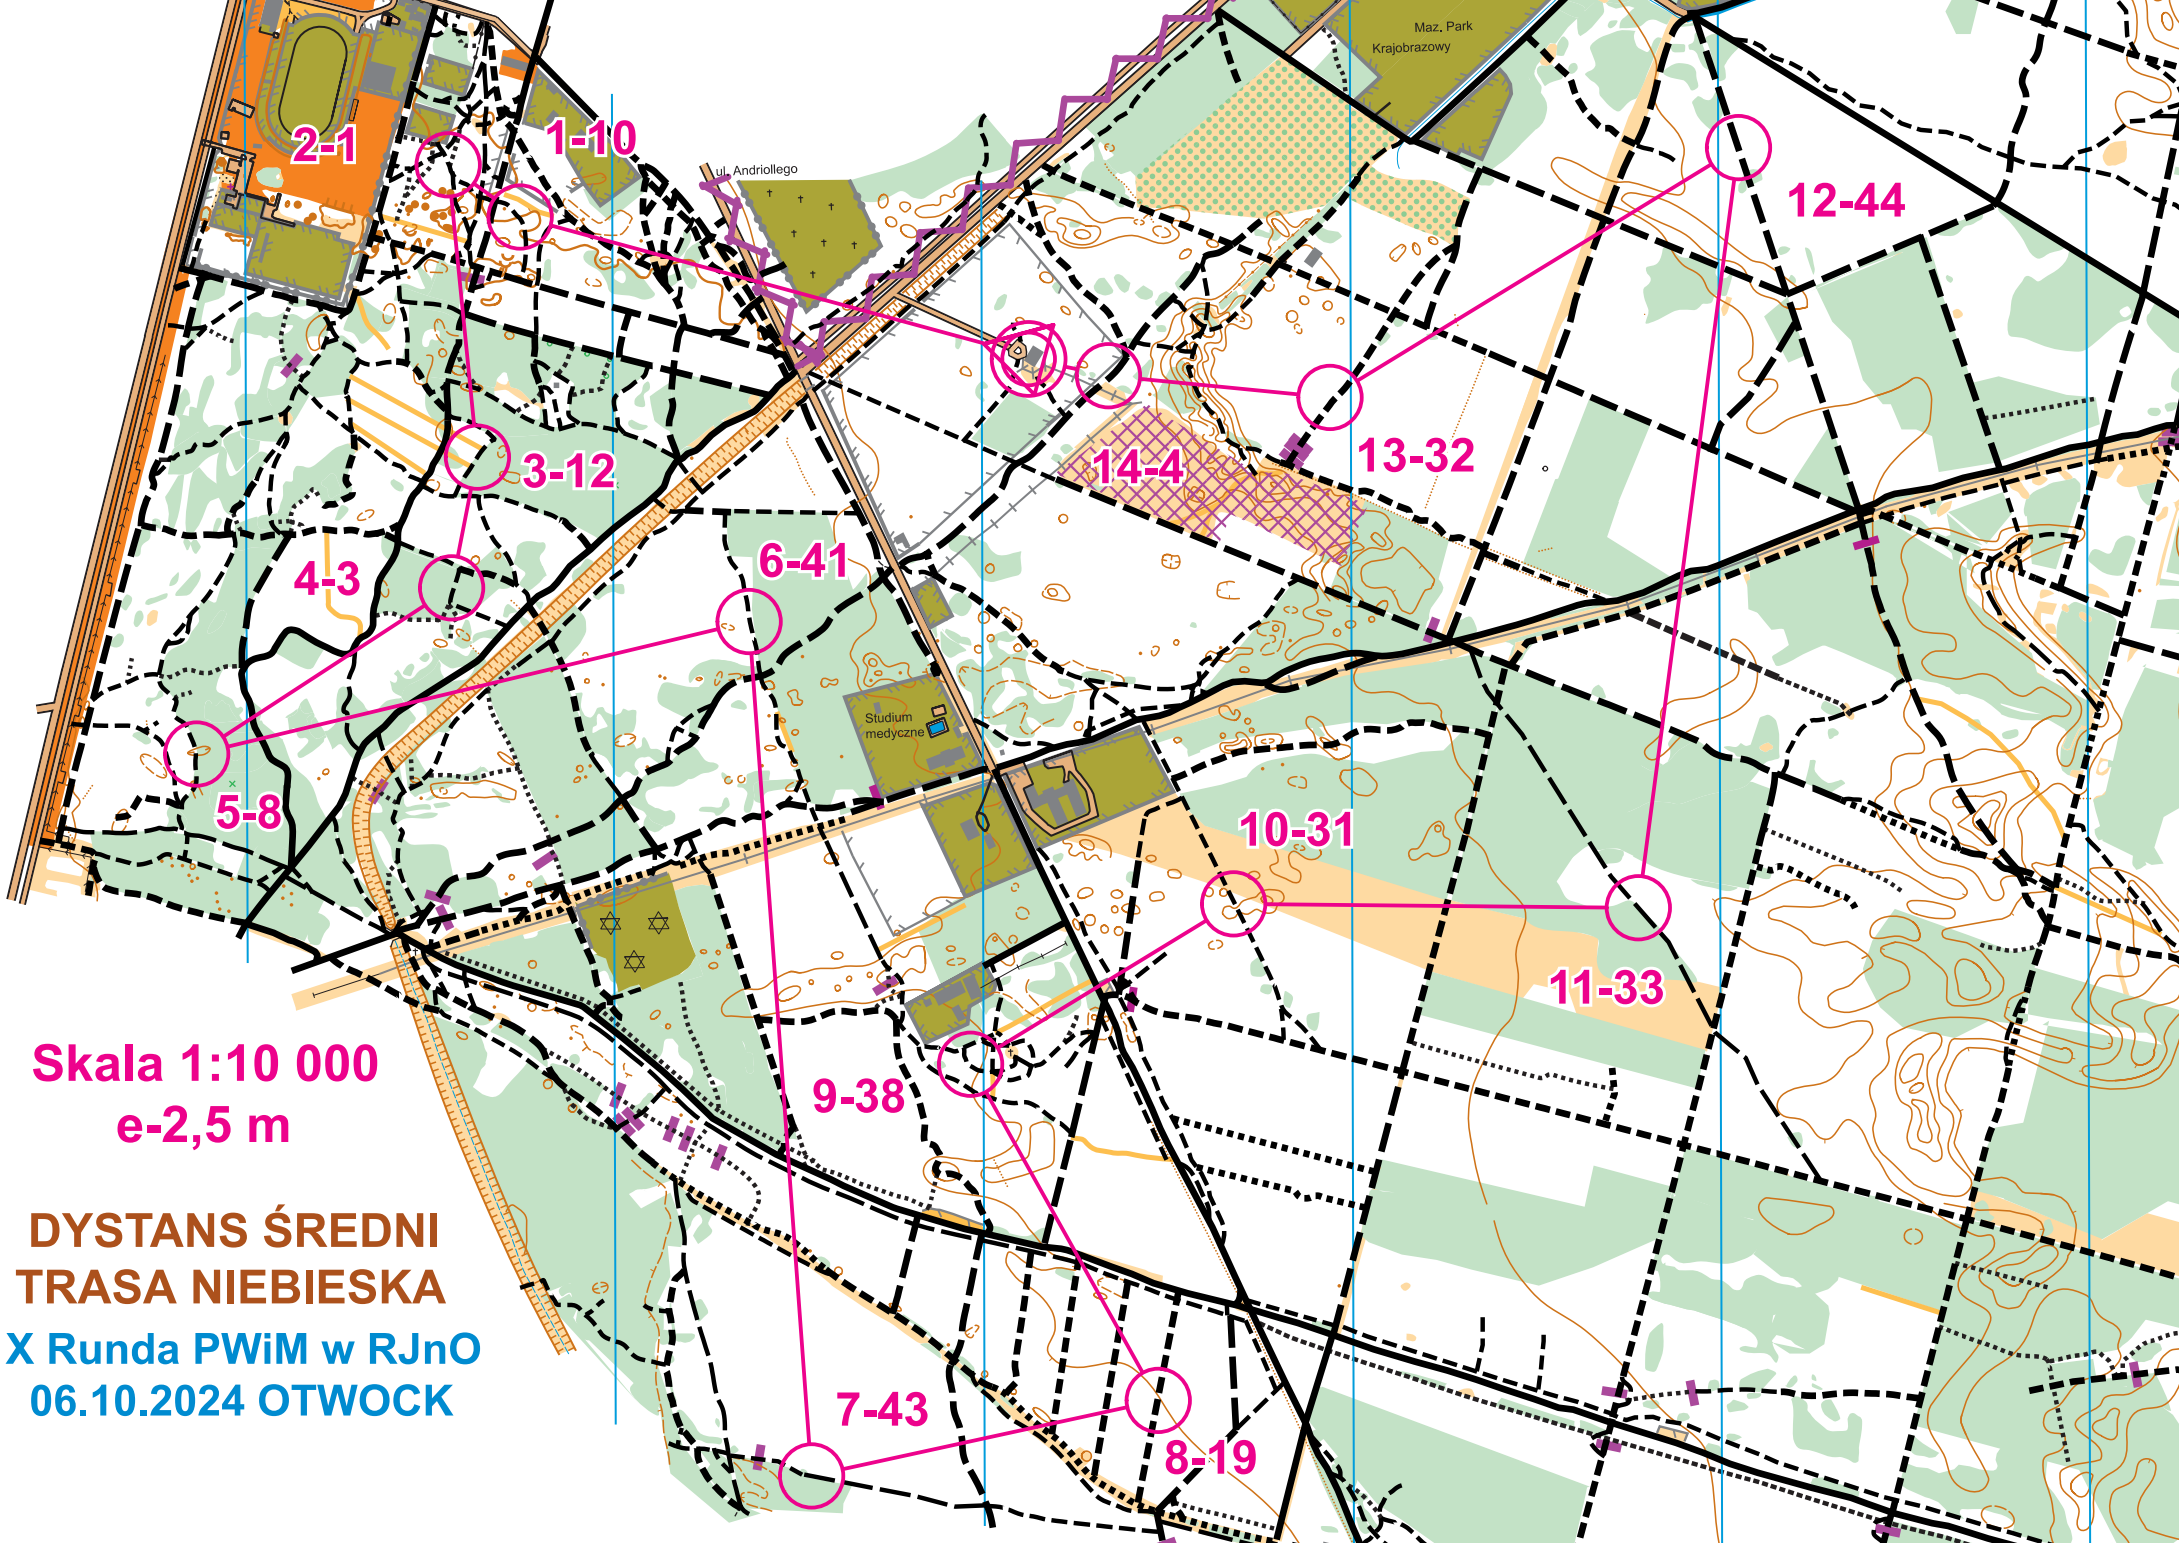 Maz. Park
Krajobrazowy
2-1
1-10
ul. Andriollego
12-44
3-12
14-4
13-32
4-3
6-41
Studium
medyczne
5-8
10-31
11-33
9-38
Skala 1:10 000
e-2,5 m
DYSTANS ŚREDNI
TRASA NIEBIESKA
X Runda PWiM w RJnO
06.10.2024 OTWOCK
7-43
8-19